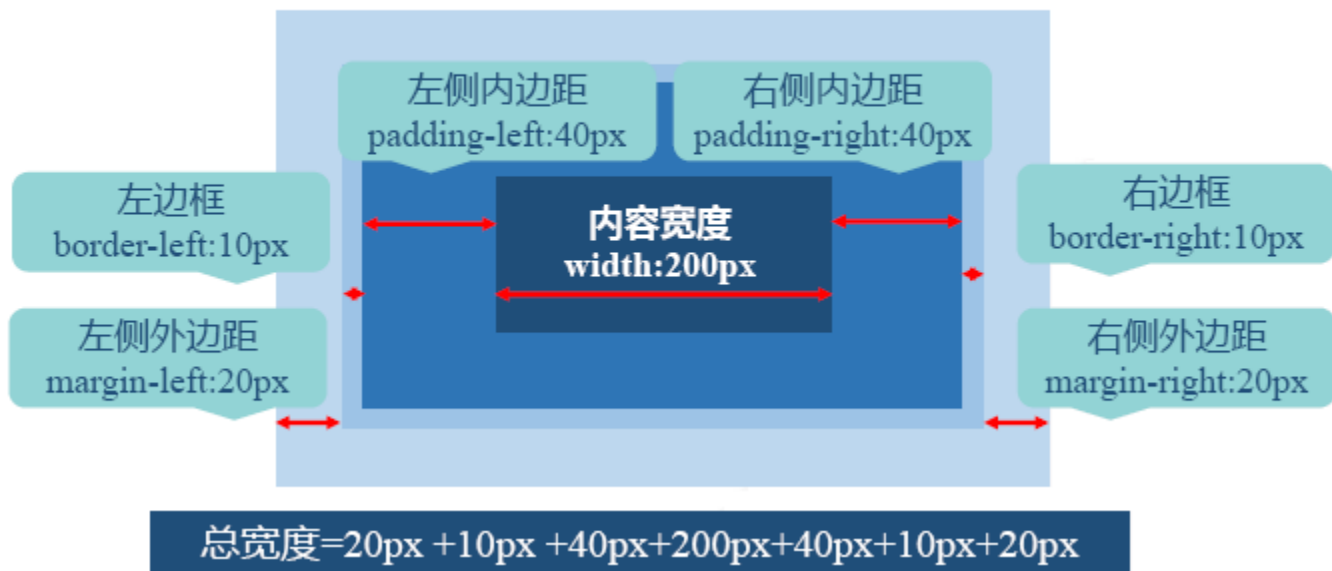 左侧内边距
padding-left:40px
右侧内边距
padding-right:40px
左边框
border-left:10px
内容宽度
width:200px
右边框
border-right:10px
左侧外边距
margin-left:20px
右侧外边距
margin-right:20px
总宽度=20px +10px +40px+200px+40px+10px+20px